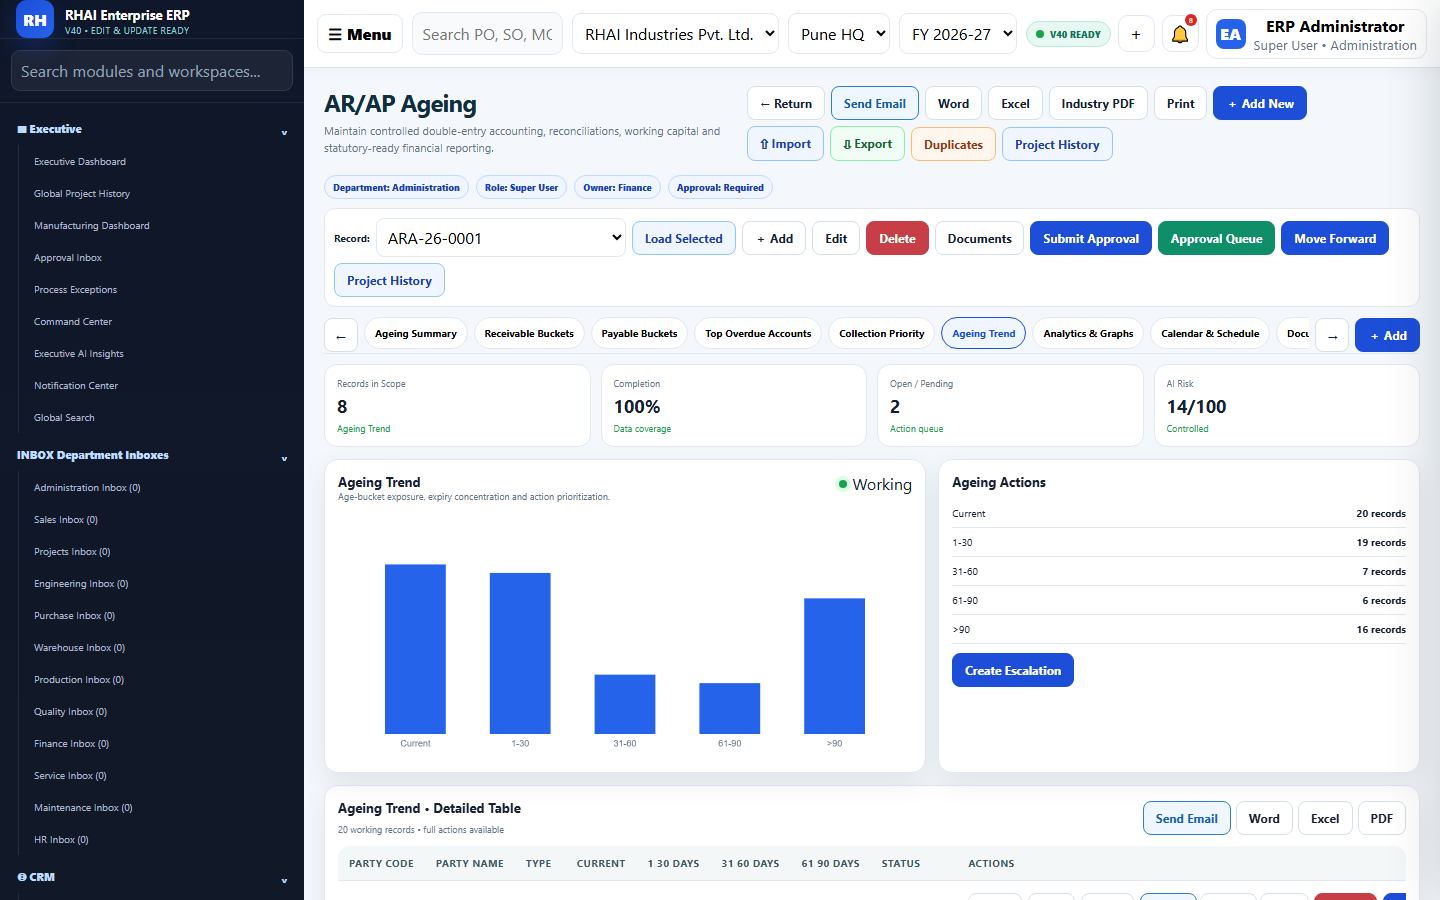 RH
RHAI Enterprise ERP
V40 • EDIT & UPDATE READY
Search modules and workspaces...
Executive
Executive Dashboard
Global Project History
Manufacturing Dashboard
Approval Inbox
Process Exceptions
Command Center
Executive AI Insights
Notification Center
Global Search
INBOX Department Inboxes
Administration Inbox (0)
Sales Inbox (0)
Projects Inbox (0)
Engineering Inbox (0)
Purchase Inbox (0)
Warehouse Inbox (0)
Production Inbox (0)
Quality Inbox (0)
Finance Inbox (0)
Service Inbox (0)
Maintenance Inbox (0)
HR Inbox (0)
CRM
☰ Menu
Search PO, SO, MC
RHAI Industries Pvt. Ltd.
Pune HQ
FY 2026-27
V40 READY
+
8
EA
ERP Administrator
Super User • Administration
AR/AP Ageing
Maintain controlled double-entry accounting, reconciliations, working capital and
statutory-ready financial reporting.
← Return
Send Email
Word
Excel
Industry PDF
Print
+ Add New
⇧ Import
⇩ Export
Duplicates
Project History
Department: Administration
Role: Super User
Owner: Finance
Approval: Required
Record:
ARA-26-0001
Load Selected
+ Add
Edit
Delete
Documents
Submit Approval
Approval Queue
Move Forward
Project History
←
Ageing Summary
Receivable Buckets
Payable Buckets
Top Overdue Accounts
Collection Priority
Ageing Trend
Analytics & Graphs
Calendar & Schedule
Docu
→
+ Add
Records in Scope
8
Ageing Trend
Completion
100%
Data coverage
Open / Pending
2
Action queue
AI Risk
14/100
Controlled
Ageing Trend
Age-bucket exposure, expiry concentration and action prioritization.
Working
Current
1-30
31-60
61-90
>90
Ageing Actions
Current 20 records
1-30 19 records
31-60 7 records
61-90 6 records
>90 16 records
Create Escalation
Ageing Trend • Detailed Table
20 working records • full actions available
Send Email
Word
Excel
PDF
PARTY CODE PARTY NAME TYPE CURRENT 1 30 DAYS 31 60 DAYS 61 90 DAYS STATUS ACTIONS